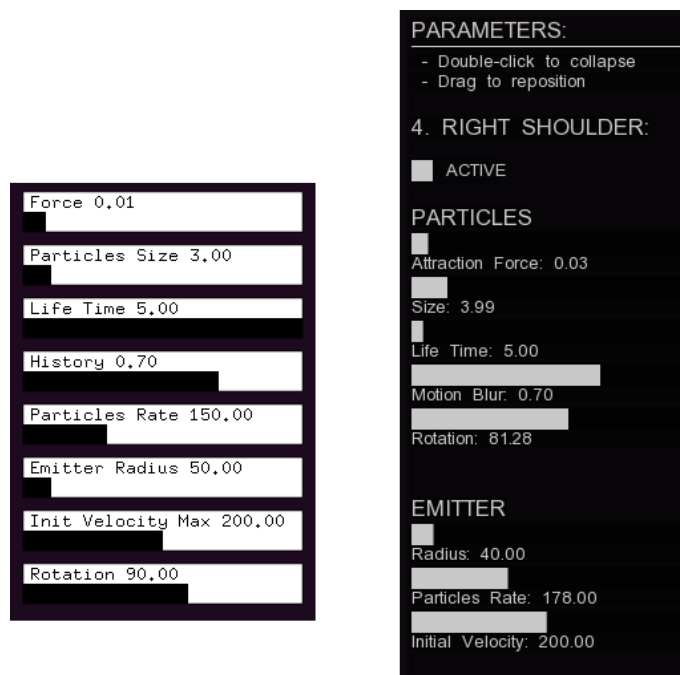 Force 0.01
Particles Size 3.00
Life Time 5.00
History 0.70
Particles Rate 150.00
Emitter Radius 50.00
Init Velocity Max 200.00
Rotation 90.00
PARAMETERS:
- Double-click to collapse
- Drag to reposition
4. RIGHT SHOULDER:
ACTIVE
PARTICLES
Attraction Force: 0.03
Size: 3.99
Life Time: 5.00
Motion Blur: 0.70
Rotation: 81.28
EMITTER
Radius: 40.00
Particles Rate: 178.00
Initial Velocity: 200.00